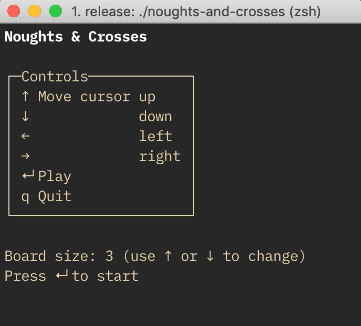 1. release: ./noughts-and-crosses (zsh)
Noughts & Crosses
Controls
↑ Move cursor up
↓ down
← left
→ right
↵ Play
q Quit
Board size: 3 (use ↑ or ↓ to change)
Press ↵ to start